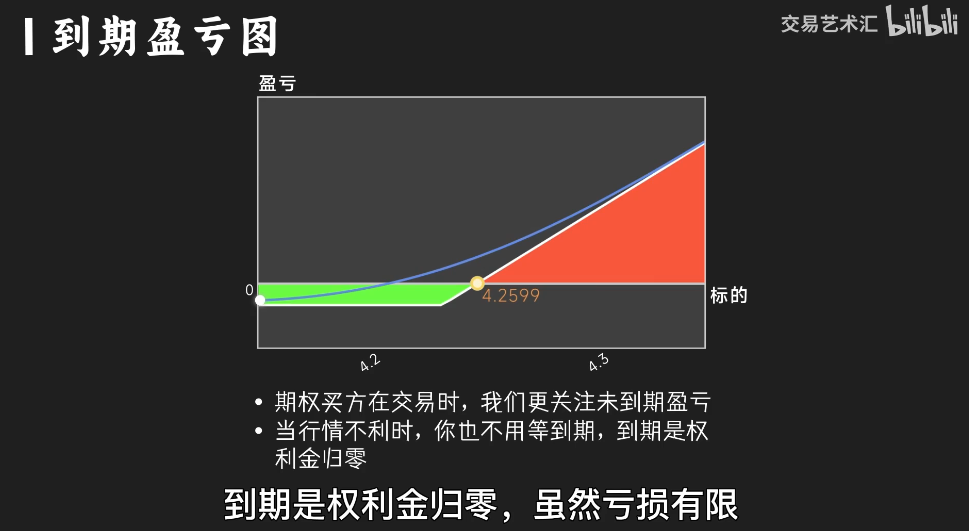 到期盈亏图
交易艺术汇 bilibili
盈亏
0
4.2599
标的
4.2
4.3
• 期权买方在交易时，我们更关注未到期盈亏
• 当行情不利时，你也不用等到期，到期是权
利金归零
到期是权利金归零，虽然亏损有限